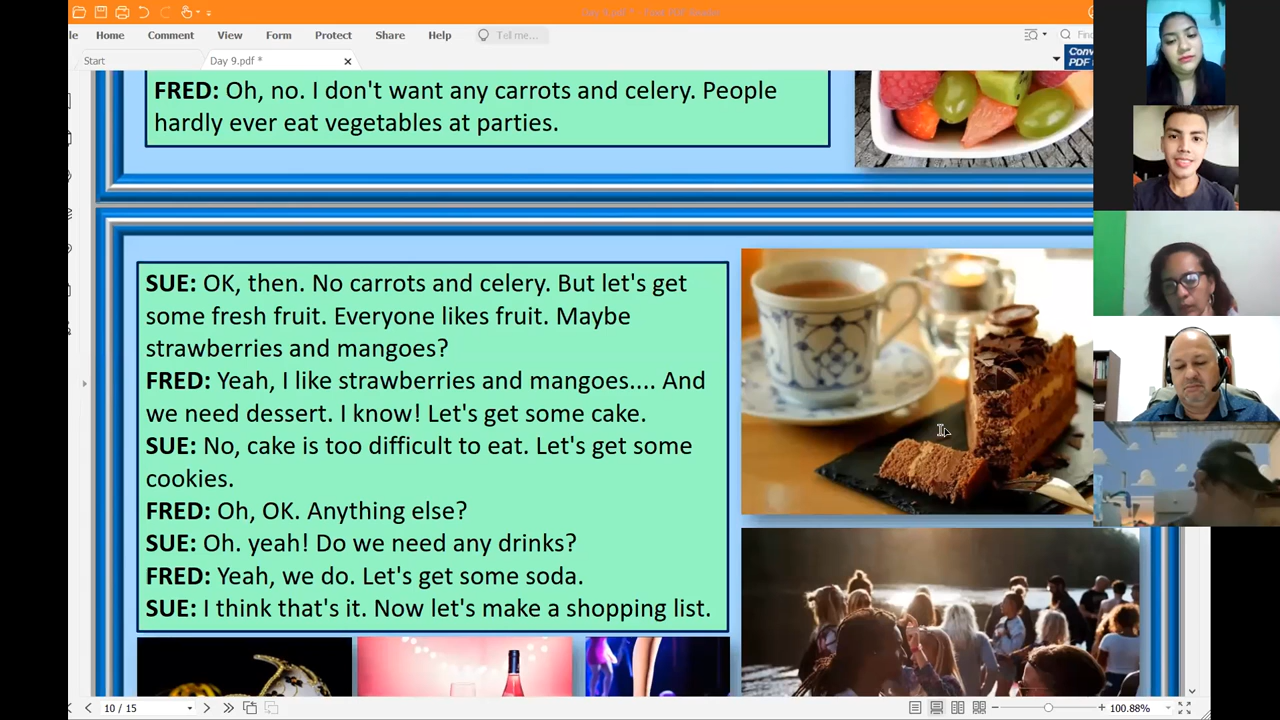 Home Comment View Form Protect Share Help Tell me...
Start Day 9.pdf *
Conv
PDF t
FRED: Oh, no. I don't want any carrots and celery. People
hardly ever eat vegetables at parties.
SUE: OK, then. No carrots and celery. But let's get
some fresh fruit. Everyone likes fruit. Maybe
strawberries and mangoes?
FRED: Yeah, I like strawberries and mangoes.... And
we need dessert. I know! Let's get some cake.
SUE: No, cake is too difficult to eat. Let's get some
cookies.
FRED: Oh, OK. Anything else?
SUE: Oh. yeah! Do we need any drinks?
FRED: Yeah, we do. Let's get some soda.
SUE: I think that's it. Now let's make a shopping list.
10 / 15
100.88%